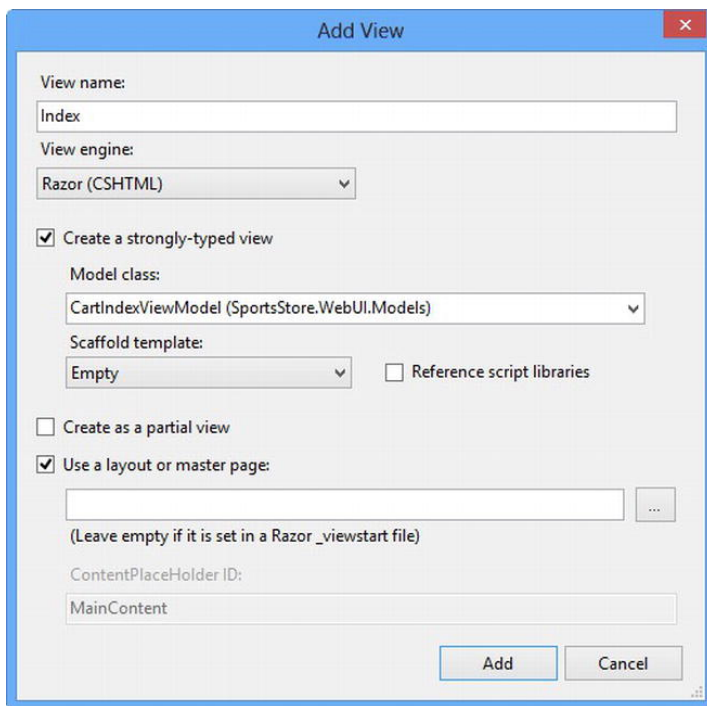 Add View
View name:
Index
View engine:
Razor (CSHTML)
Create a strongly-typed view
Model class:
CartIndexViewModel (SportsStore.WebUI.Models)
Scaffold template:
Empty
Reference script libraries
Create as a partial view
Use a layout or master page:
...
(Leave empty if it is set in a Razor _viewstart file)
ContentPlaceHolder ID:
MainContent
Add Cancel